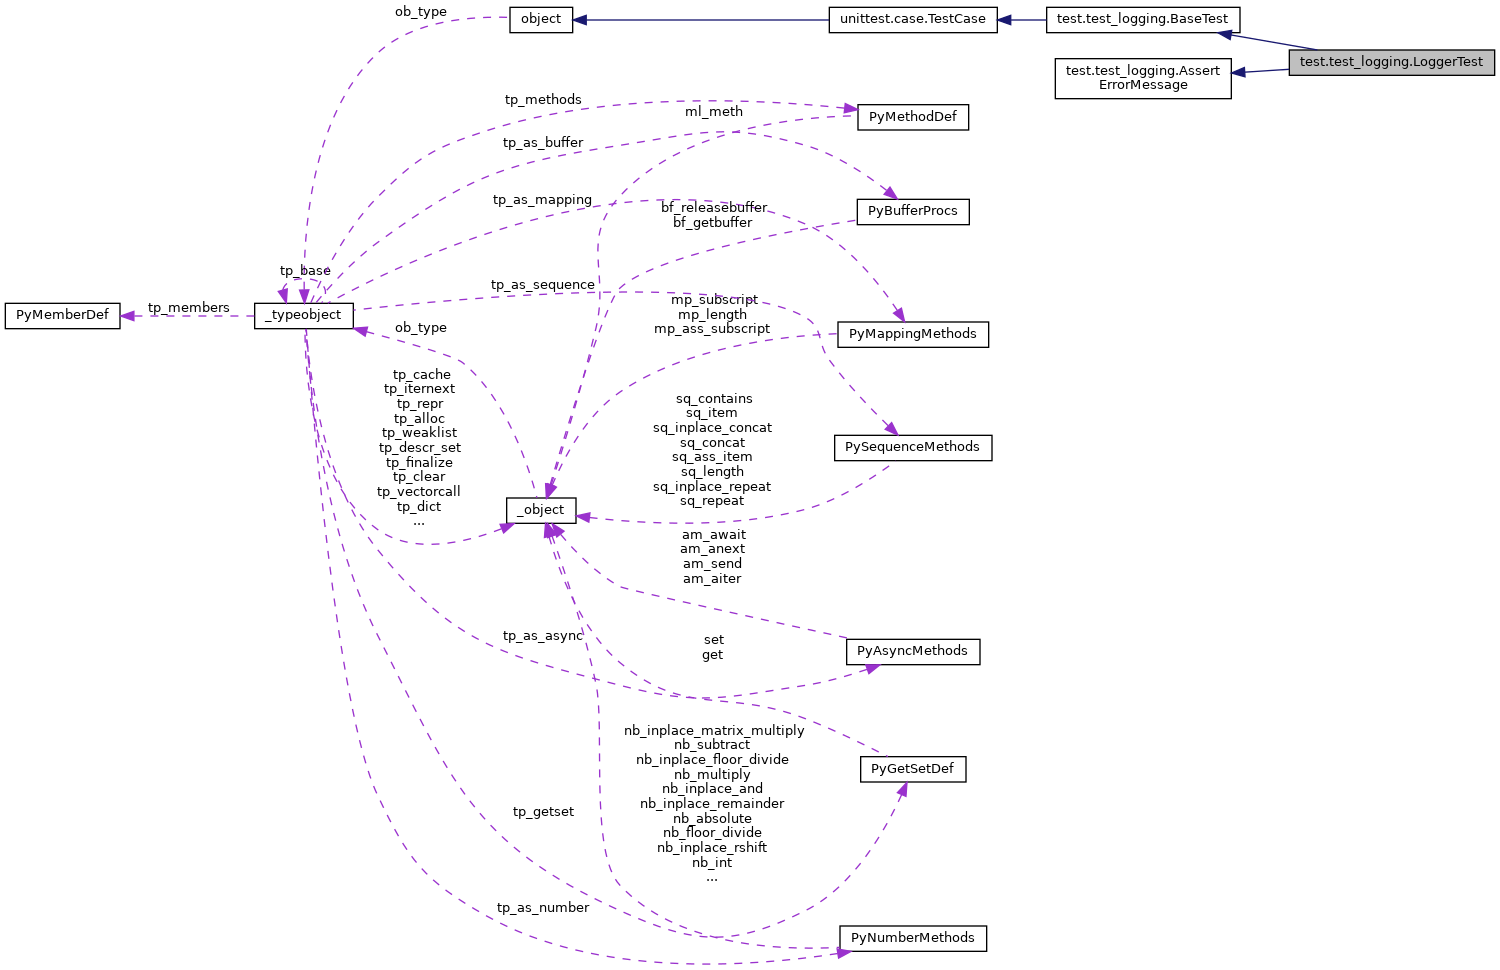 ob_type
object
unittest.case.TestCase
test.test_logging.BaseTest
test.test_logging.LoggerTest
test.test_logging.Assert
ErrorMessage
tp_methods
ml_meth
PyMethodDef
tp_as_buffer
tp_as_mapping
bf_releasebuffer
bf_getbuffer
PyBufferProcs
tp_base
tp_as_sequence
mp_subscript
mp_length
mp_ass_subscript
PyMemberDef
tp_members
_typeobject
ob_type
PyMappingMethods
tp_cache
tp_iternext
tp_repr
tp_alloc
tp_weaklist
tp_descr_set
tp_finalize
tp_clear
tp_vectorcall
tp_dict
...
sq_contains
sq_item
sq_inplace_concat
sq_concat
sq_ass_item
sq_length
sq_inplace_repeat
sq_repeat
PySequenceMethods
_object
am_await
am_anext
am_send
am_aiter
tp_as_async
set
get
PyAsyncMethods
nb_inplace_matrix_multiply
nb_subtract
nb_inplace_floor_divide
nb_multiply
nb_inplace_and
nb_inplace_remainder
nb_absolute
nb_floor_divide
nb_inplace_rshift
nb_int
...
PyGetSetDef
tp_getset
tp_as_number
PyNumberMethods